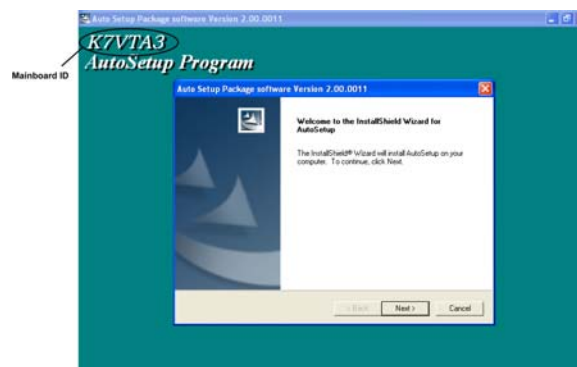 Auto Setup Package software Version 2.00.0011
K7VTA3
Mainboard ID
AutoSetup Program
Auto Setup Package software Version 2.00.0011
Welcome to the InstallShield Wizard for
AutoSetup
The InstallShield® Wizard will install AutoSetup on your
computer. To continue, click Next.
< Back
Next >
Cancel